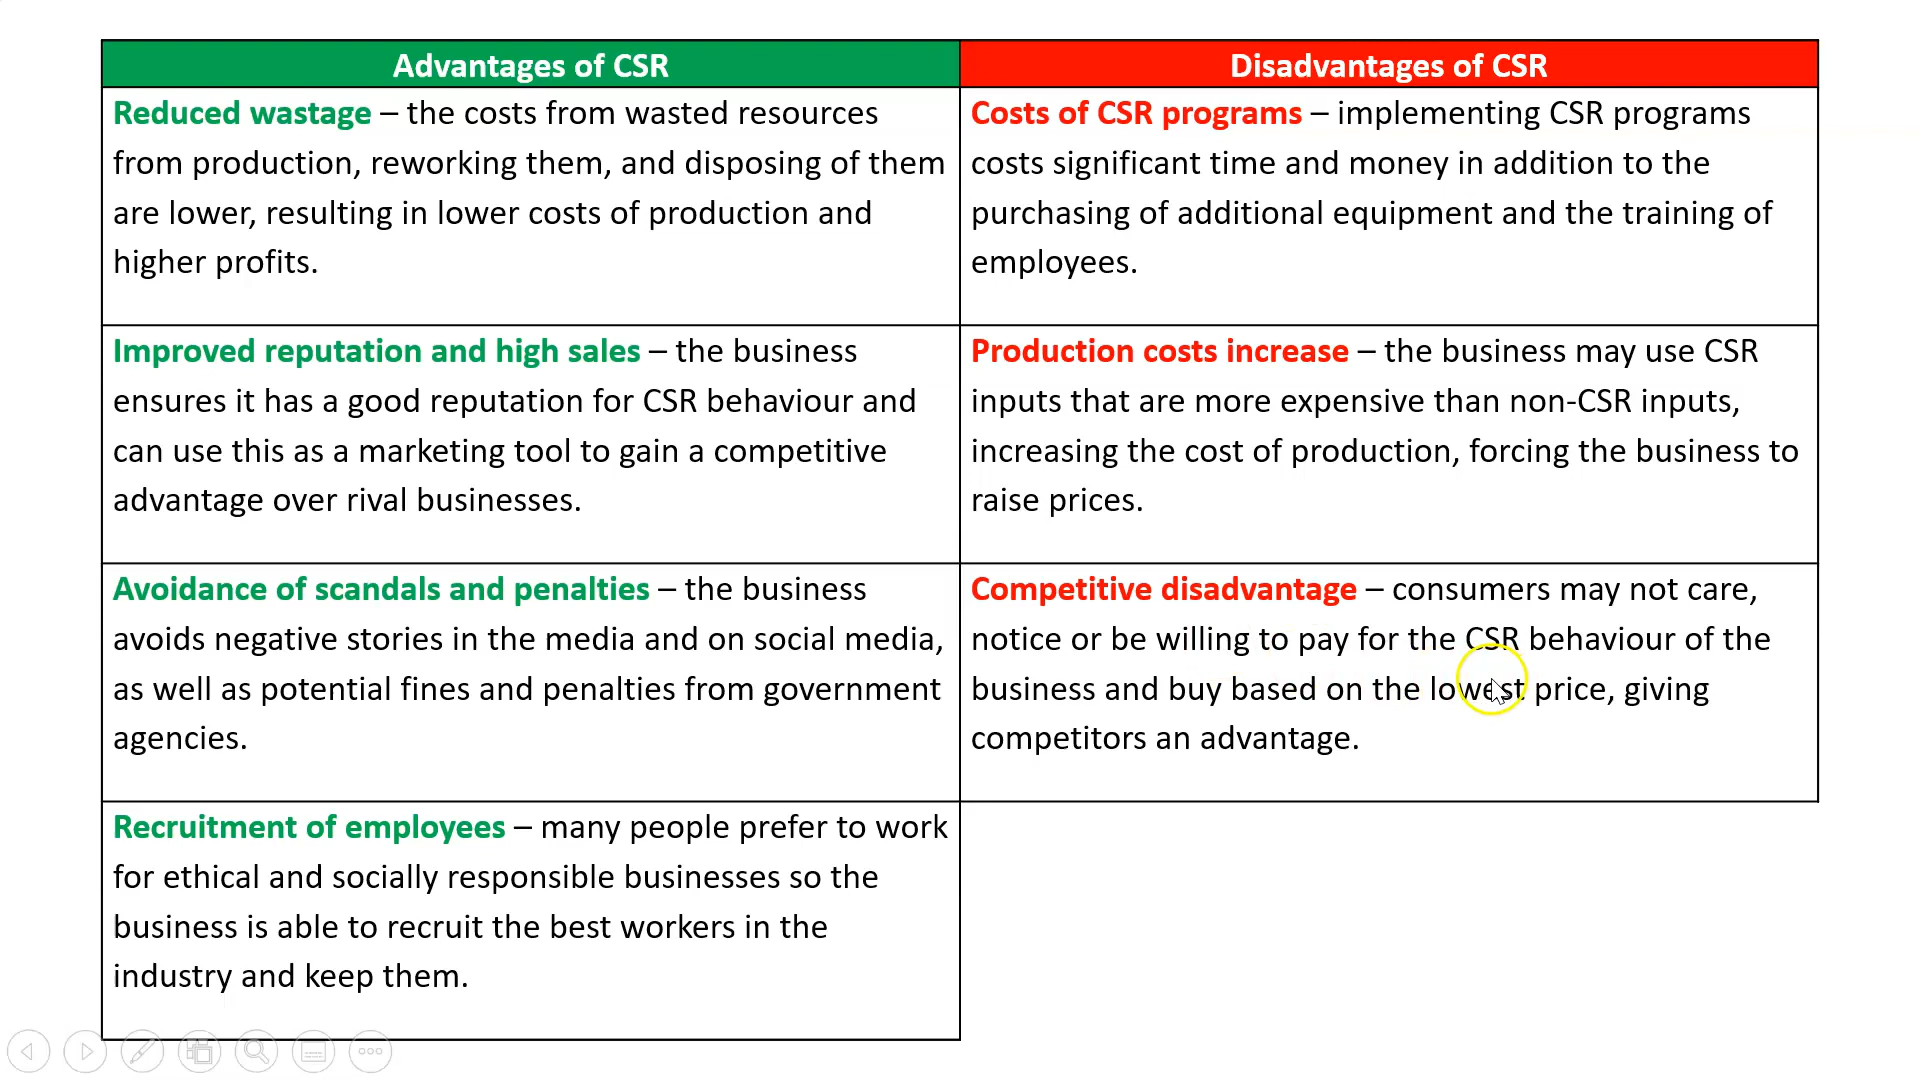 Advantages of CSR
Disadvantages of CSR
Reduced wastage – the costs from wasted resources
from production, reworking them, and disposing of them
are lower, resulting in lower costs of production and
higher profits.
Costs of CSR programs – implementing CSR programs
costs significant time and money in addition to the
purchasing of additional equipment and the training of
employees.
Improved reputation and high sales – the business
ensures it has a good reputation for CSR behaviour and
can use this as a marketing tool to gain a competitive
advantage over rival businesses.
Production costs increase – the business may use CSR
inputs that are more expensive than non-CSR inputs,
increasing the cost of production, forcing the business to
raise prices.
Avoidance of scandals and penalties – the business
avoids negative stories in the media and on social media,
as well as potential fines and penalties from government
agencies.
Competitive disadvantage – consumers may not care,
notice or be willing to pay for the CSR behaviour of the
business and buy based on the lowest price, giving
competitors an advantage.
Recruitment of employees – many people prefer to work
for ethical and socially responsible businesses so the
business is able to recruit the best workers in the
industry and keep them.